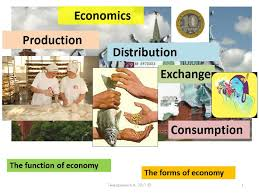 Economics
Production
Distribution
Exchange
Consumption
The function of economy
The forms of economy